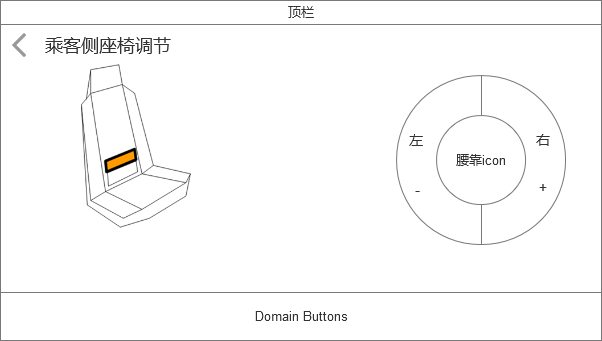 顶栏
乘客侧座椅调节
左
右
腰靠icon
-
+
Domain Buttons